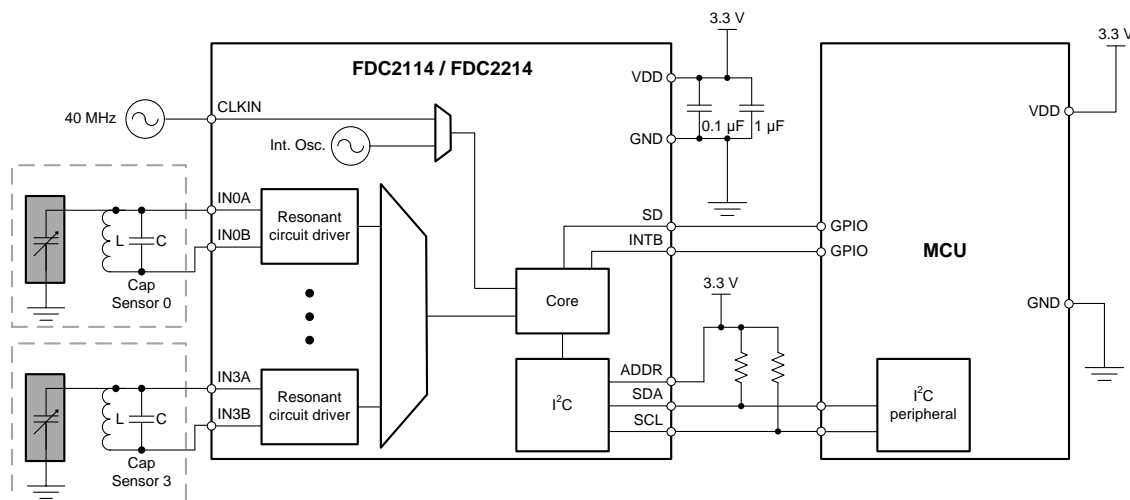 3.3 V
3.3 V
FDC2114 / FDC2214
VDD
CLKIN
40 MHz
0.1 µF
1 µF
VDD
Int. Osc.
GND
IN0A
Resonant
circuit driver
L
C
IN0B
SD
GPIO
INTB
GPIO
MCU
Cap
Sensor 0
Core
3.3 V
GND
ADDR
IN3A
Resonant
circuit driver
I²C
SDA
I²C
peripheral
L
C
IN3B
SCL
Cap
Sensor 3